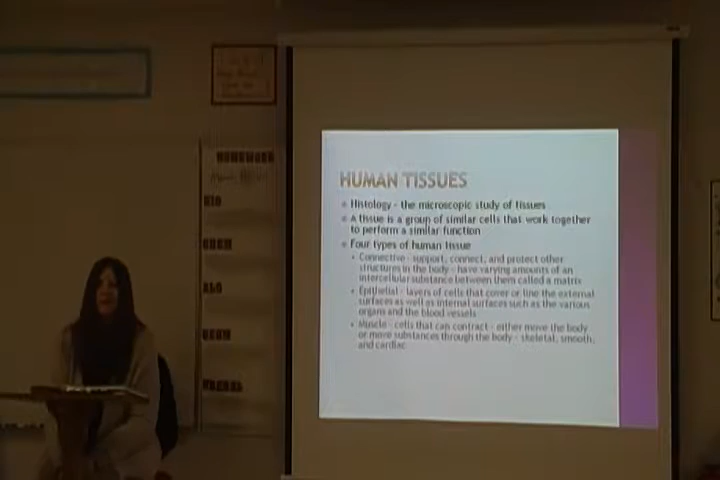 HOMEWORK
HUMAN TISSUES
Histology - the microscopic study of tissues
A tissue is a group of similar cells that work together
to perform a similar function
Four types of human tissue
Connective - support, connect, and protect other
structures in the body - have varying amounts of an
intercellular substance between them called a matrix
Epithelial - layers of cells that cover or line the external
surfaces as well as internal surfaces such as the various
organs and the blood vessels
Muscle - cells that can contract - either move the body
or move substances through the body - skeletal, smooth,
and cardiac